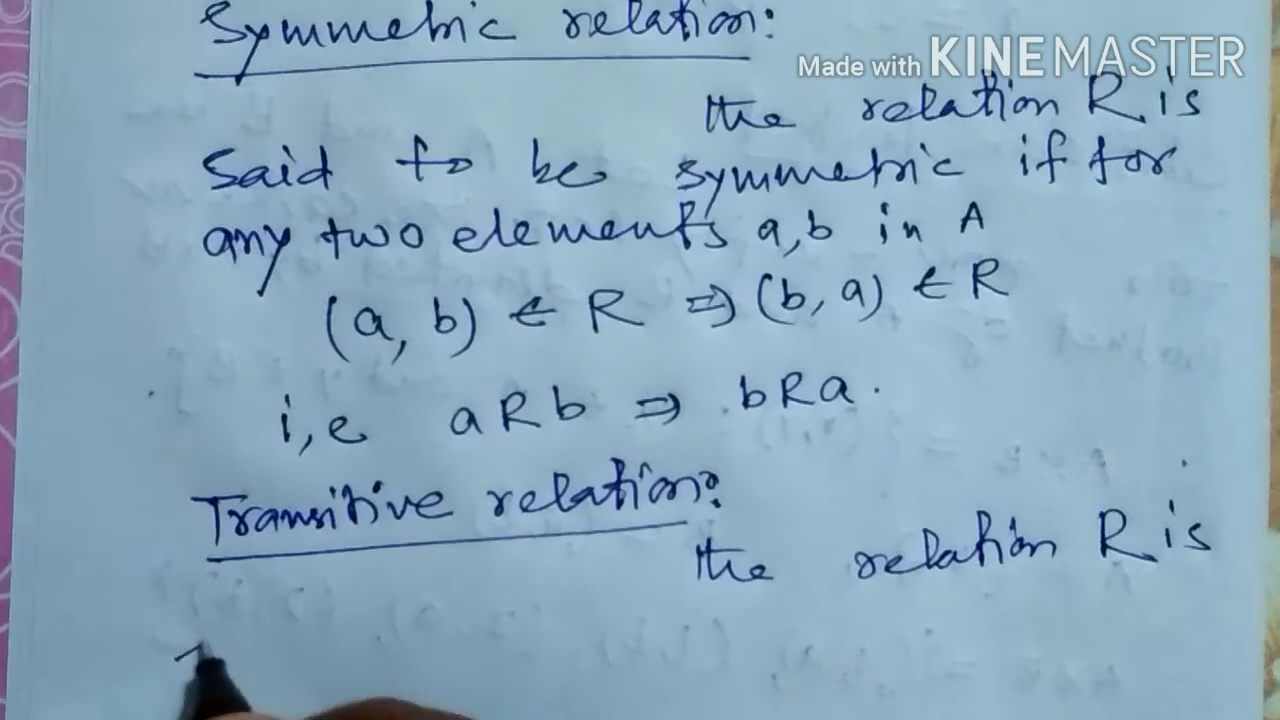 Symmetric relation:
Made with KINEMASTER
the relation R is
said to be symmetric if for
any two elements a,b in A
(a, b) ∈ R ⇒ (b, a) ∈ R
i,e aRb ⇒ bRa.
Transitive relation:
the relation R is